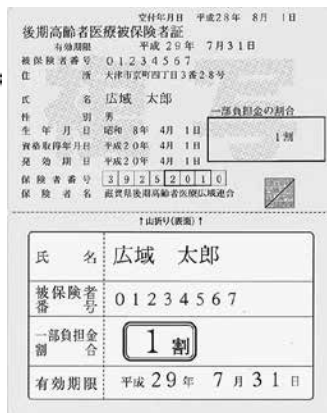 交付年月日 平成28年 8月 1日
後期高齢者医療被保険者証
有効期限 平成 29年 7月31日
被保険者番号 01234567
住 所 大津市京町四丁目3番28号
氏 名 広域 太郎
性 別 男
一部負担金の割合
1割
生年月日 昭和 8年 4月 1日
資格取得年月日 平成20年 4月 1日
発効期日 平成20年 4月 1日
保険者番号 39252010
保険者名 滋賀県後期高齢者医療広域連合
↑山折り(裏面)↑
氏 名 広域 太郎
被保険者番号 01234567
一部負担金割合 1割
有効期限 平成29年 7月31日